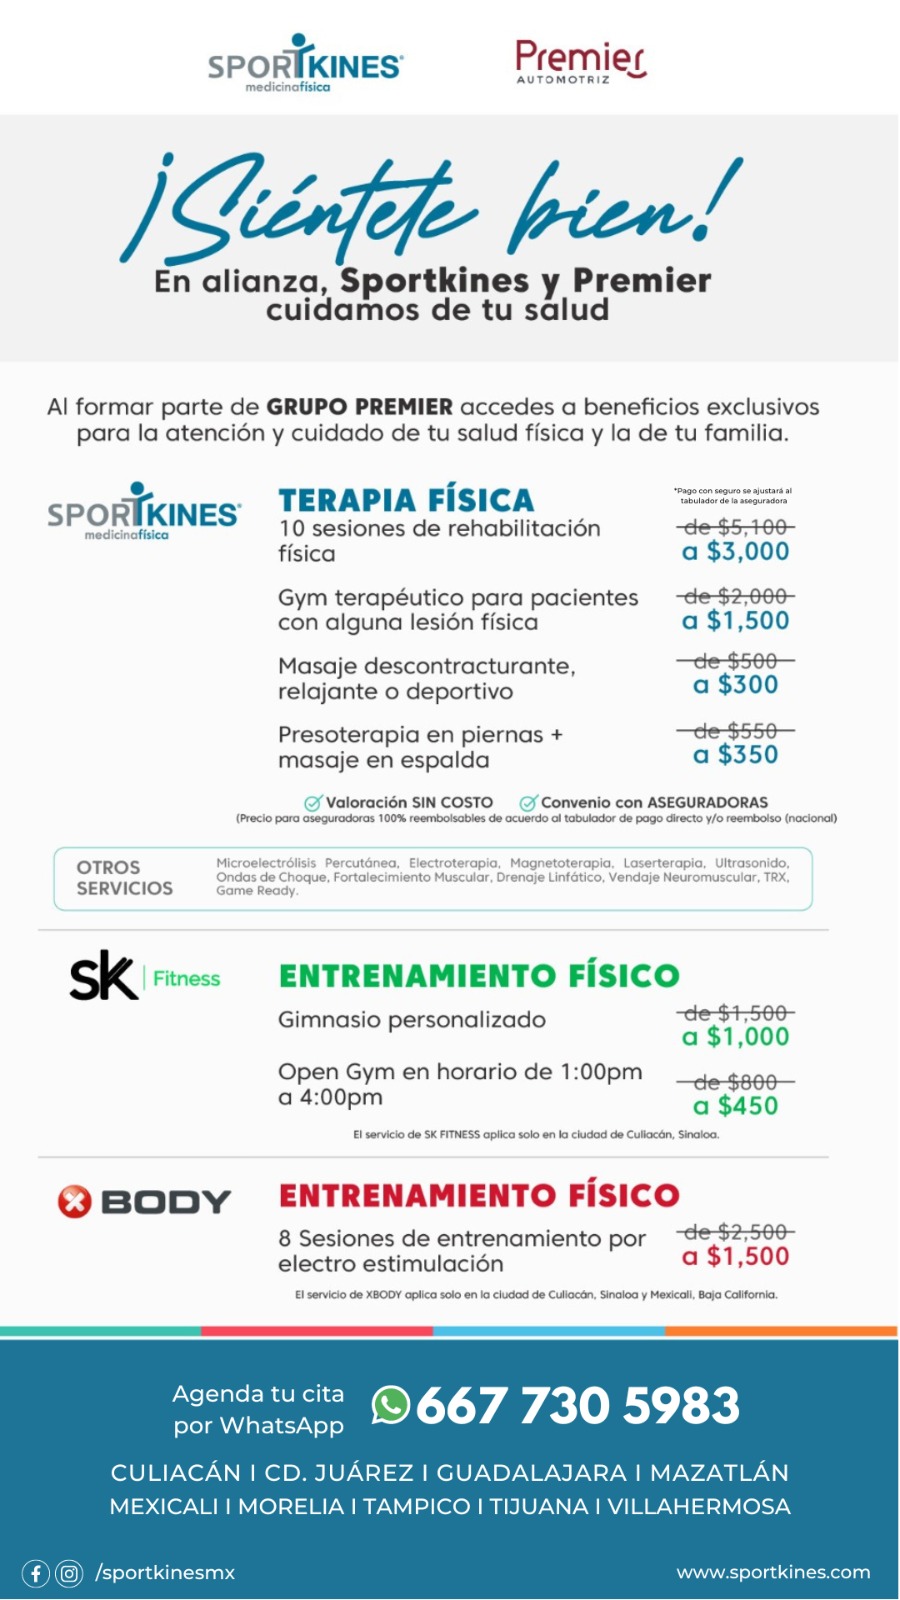 SPORTKINES®
medicinafísica
Premier
AUTOMOTRIZ
¡Siéntete bien!
En alianza, Sportkines y Premier
cuidamos de tu salud
Al formar parte de GRUPO PREMIER accedes a beneficios exclusivos
para la atención y cuidado de tu salud física y la de tu familia.
SPORTKINES®
medicinafísica
TERAPIA FÍSICA
*Pago con seguro se ajustará al
tabulador de la aseguradora
10 sesiones de rehabilitación
física
de $5,100
a $3,000
Gym terapéutico para pacientes
con alguna lesión física
de $2,000
a $1,500
Masaje descontracturante,
relajante o deportivo
de $500
a $300
Presoterapia en piernas +
masaje en espalda
de $550
a $350
Valoración SIN COSTO Convenio con ASEGURADORAS
(Precio para aseguradoras 100% reembolsables de acuerdo al tabulador de pago directo y/o reembolso (nacional)
OTROS
SERVICIOS
Microelectrólisis Percutánea, Electroterapia, Magnetoterapia, Laserterapia, Ultrasonido,
Ondas de Choque, Fortalecimiento Muscular, Drenaje Linfático, Vendaje Neuromuscular, TRX,
Game Ready.
SK | Fitness
ENTRENAMIENTO FÍSICO
Gimnasio personalizado
de $1,500
a $1,000
Open Gym en horario de 1:00pm
a 4:00pm
de $800
a $450
El servicio de SK FITNESS aplica solo en la ciudad de Culiacán, Sinaloa.
X BODY
ENTRENAMIENTO FÍSICO
8 Sesiones de entrenamiento por
electro estimulación
de $2,500
a $1,500
El servicio de XBODY aplica solo en la ciudad de Culiacán, Sinaloa y Mexicali, Baja California.
Agenda tu cita
por WhatsApp
667 730 5983
CULIACÁN I CD. JUÁREZ I GUADALAJARA I MAZATLÁN
MEXICALI I MORELIA I TAMPICO I TIJUANA I VILLAHERMOSA
/sportkinesmx
www.sportkines.com